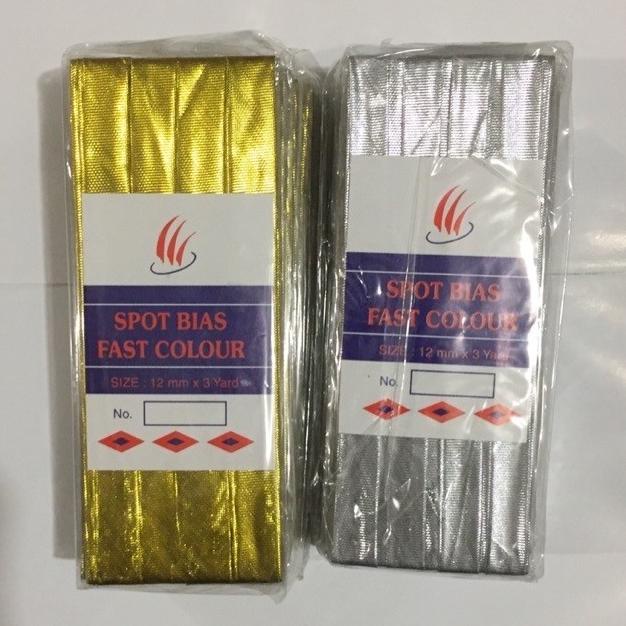 SPOT BIAS
FAST COLOUR
SIZE : 12 mm x 3 Yard
No.
SPOT BIAS
FAST COLOUR
SIZE : 12 mm x 3 Yard
No.